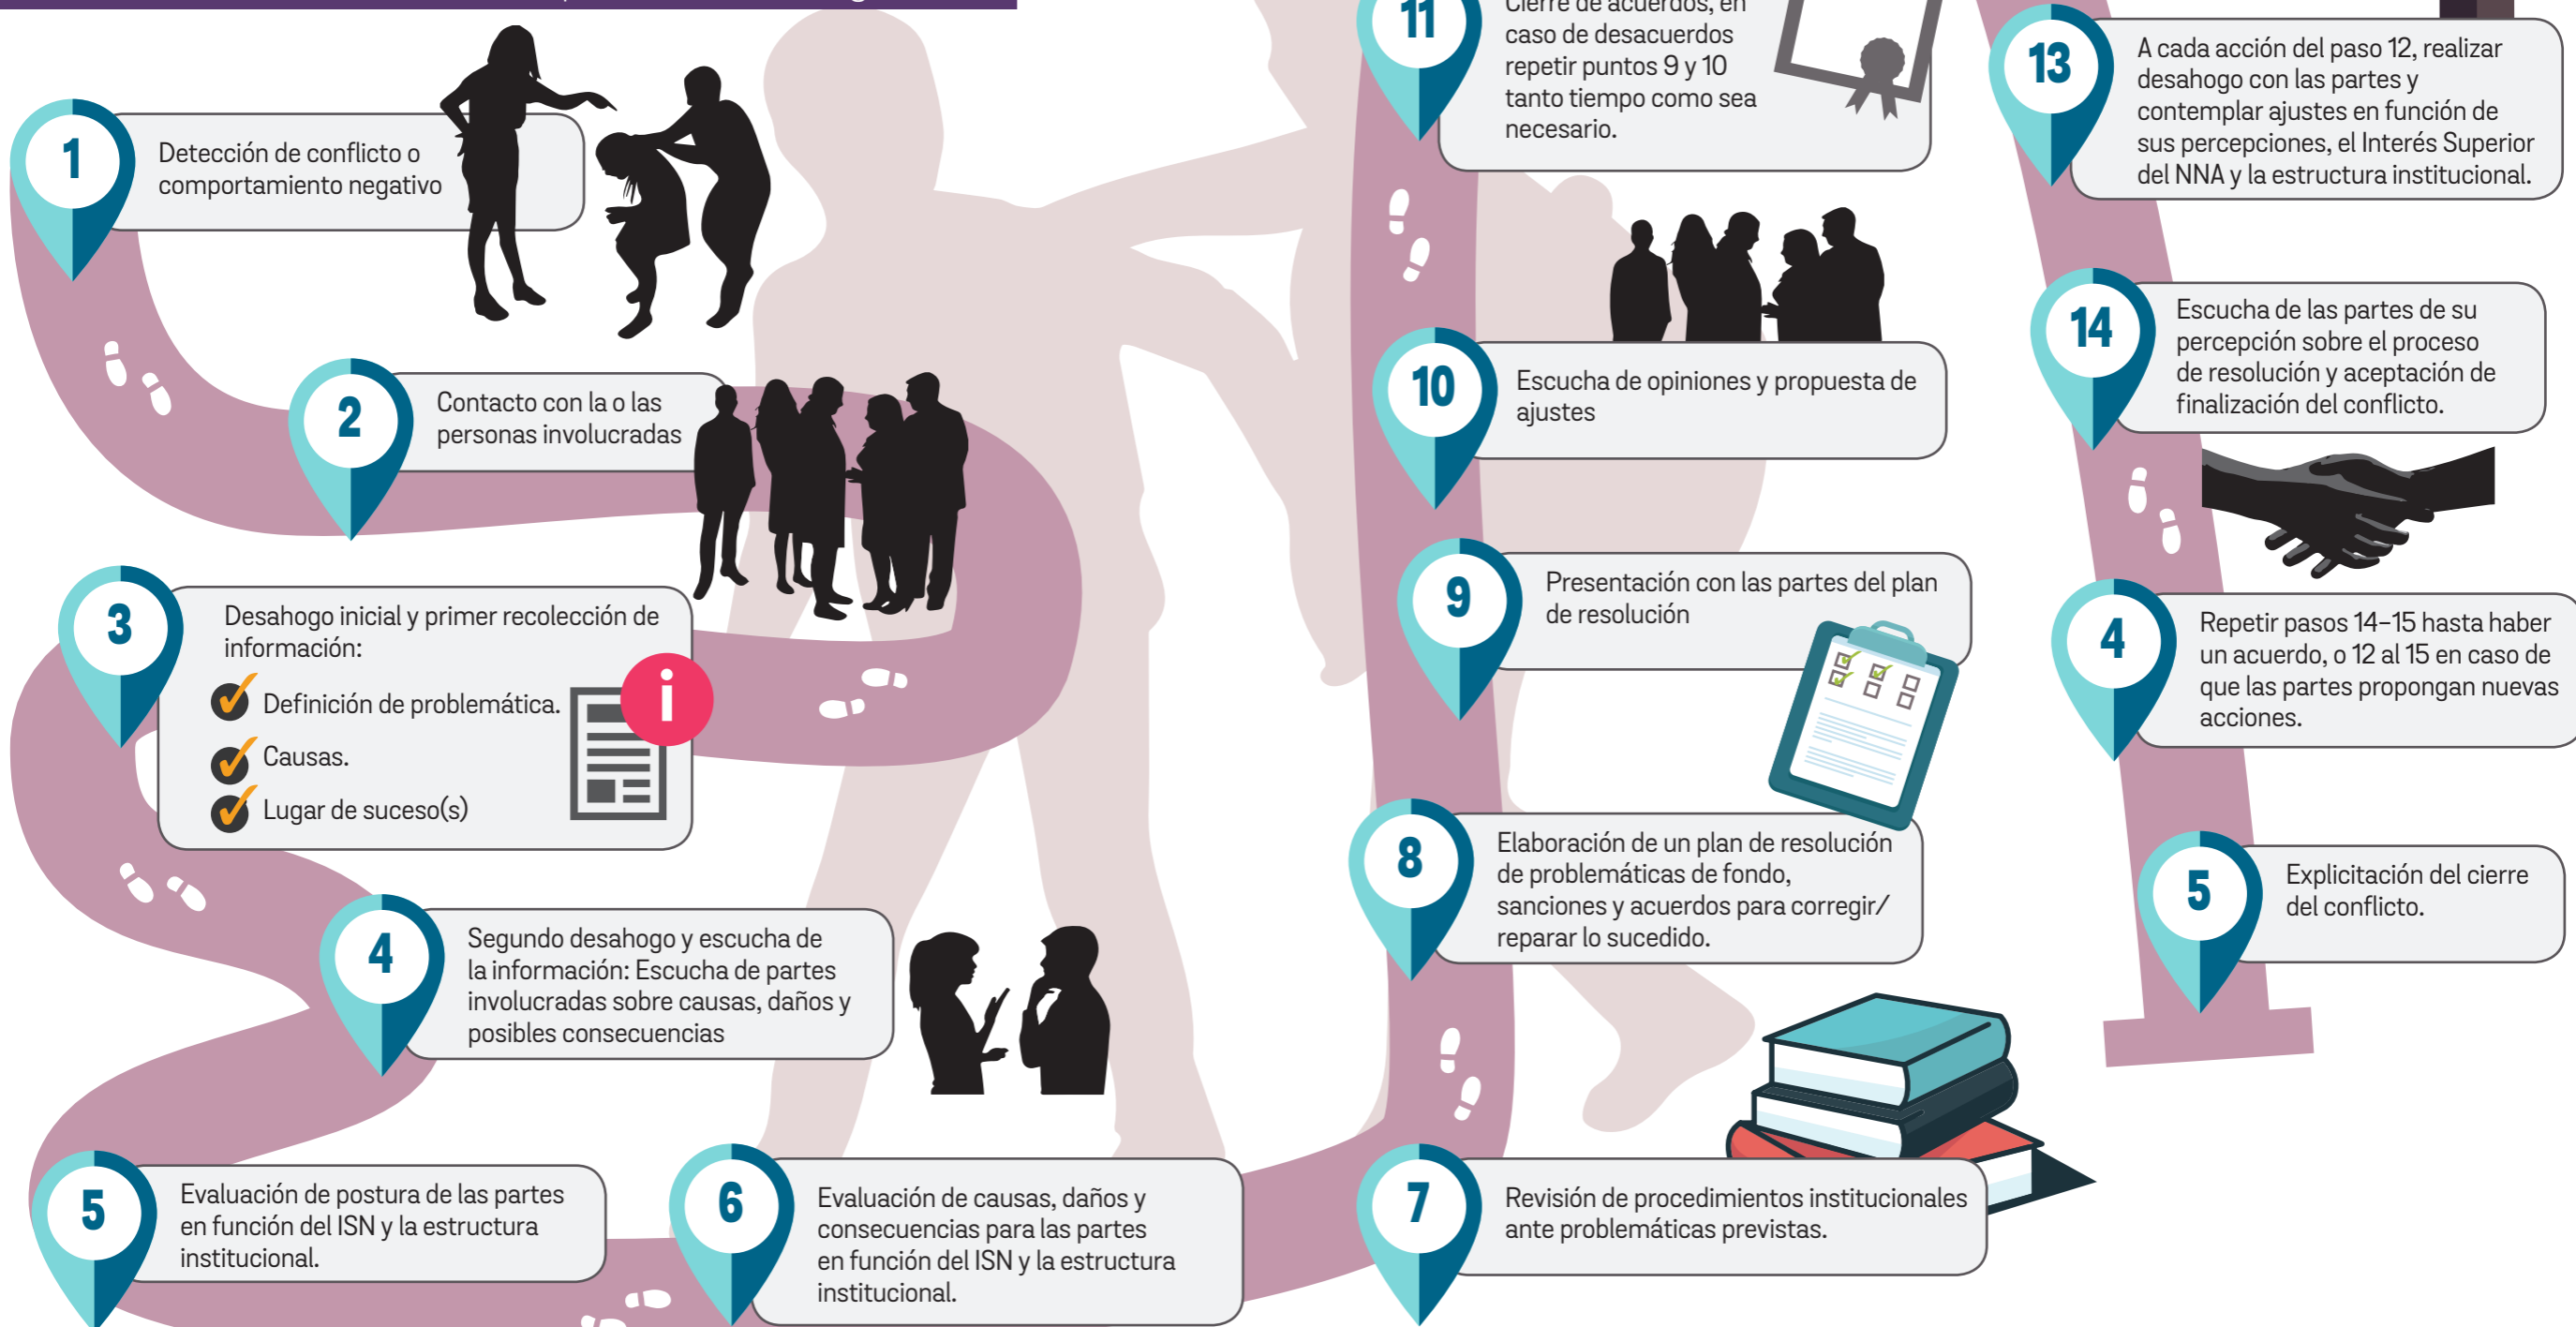 1
Detección de conflicto o
comportamiento negativo
2
Contacto con la o las
personas involucradas
3
Desahogo inicial y primer recolección de
información:
Definición de problemática.
Causas.
Lugar de suceso(s)
i
4
Segundo desahogo y escucha de
la información: Escucha de partes
involucradas sobre causas, daños y
posibles consecuencias
5
Evaluación de postura de las partes
en función del ISN y la estructura
institucional.
6
Evaluación de causas, daños y
consecuencias para las partes
en función del ISN y la estructura
institucional.
7
Revisión de procedimientos institucionales
ante problemáticas previstas.
8
Elaboración de un plan de resolución
de problemáticas de fondo,
sanciones y acuerdos para corregir/
reparar lo sucedido.
9
Presentación con las partes del plan
de resolución
10
Escucha de opiniones y propuesta de
ajustes
11
Cierre de acuerdos, en
caso de desacuerdos
repetir puntos 9 y 10
tanto tiempo como sea
necesario.
13
A cada acción del paso 12, realizar
desahogo con las partes y
contemplar ajustes en función de
sus percepciones, el Interés Superior
del NNA y la estructura institucional.
14
Escucha de las partes de su
percepción sobre el proceso
de resolución y aceptación de
finalización del conflicto.
4
Repetir pasos 14–15 hasta haber
un acuerdo, o 12 al 15 en caso de
que las partes propongan nuevas
acciones.
5
Explicitación del cierre
del conflicto.